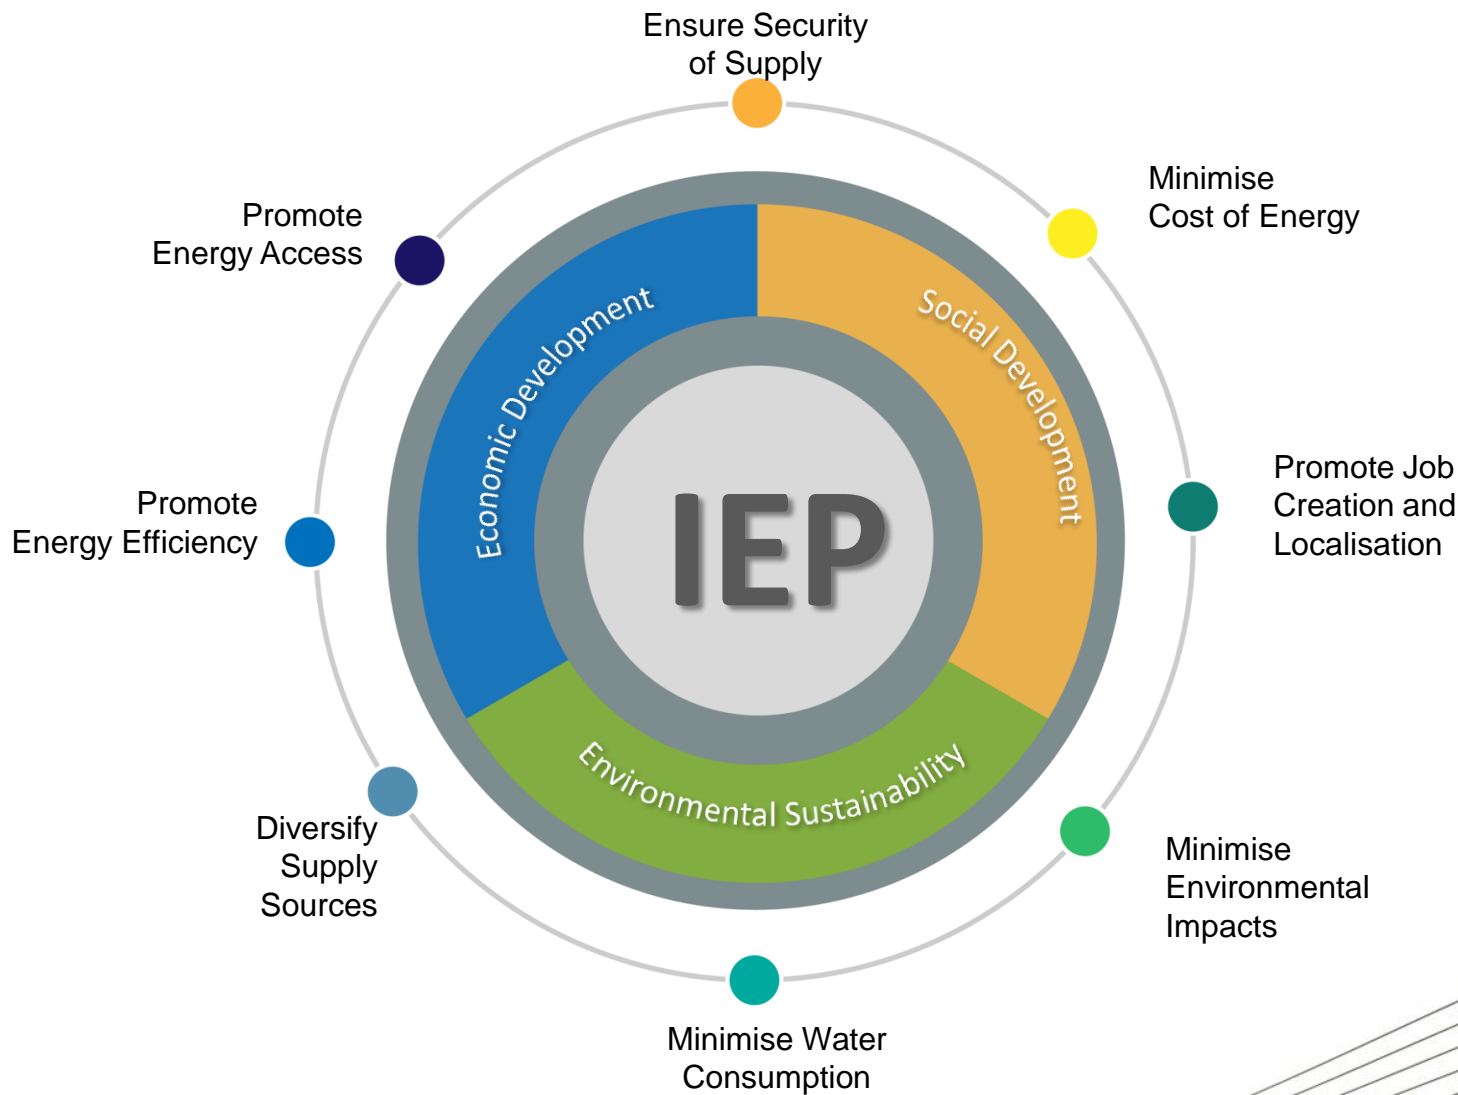 Ensure Security
of Supply
Minimise
Cost of Energy
Promote Job
Creation and
Localisation
Minimise
Environmental
Impacts
Minimise Water
Consumption
Diversify
Supply
Sources
Promote
Energy Efficiency
Promote
Energy Access
Economic Development
Social Development
Environmental Sustainability
IEP